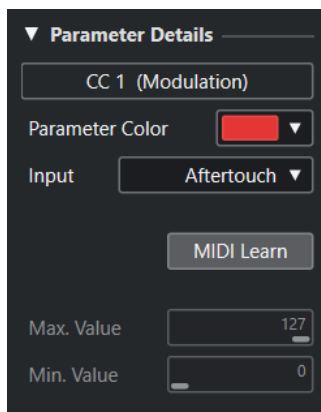 ▼ Parameter Details
CC 1 (Modulation)
Parameter Color ▼
Input Aftertouch ▼
MIDI Learn
Max. Value 127
Min. Value 0